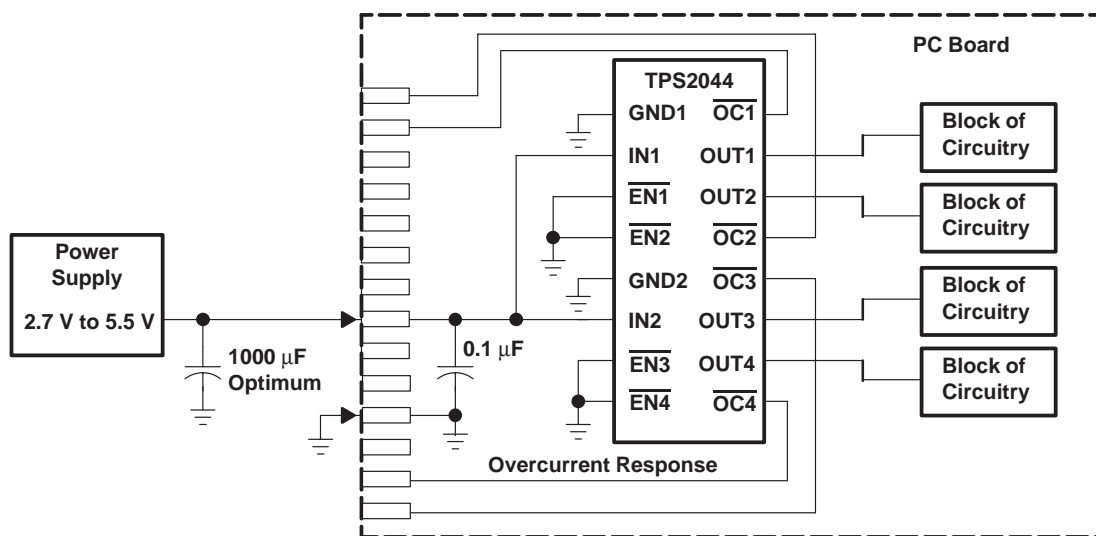 PC Board
TPS2044
GND1 OC1
IN1 OUT1
EN1 OUT2
EN2 OC2
GND2 OC3
IN2 OUT3
EN3 OUT4
EN4 OC4
Block of
Circuitry
Block of
Circuitry
Block of
Circuitry
Block of
Circuitry
Power
Supply
2.7 V to 5.5 V
1000 μF
Optimum
0.1 μF
Overcurrent Response